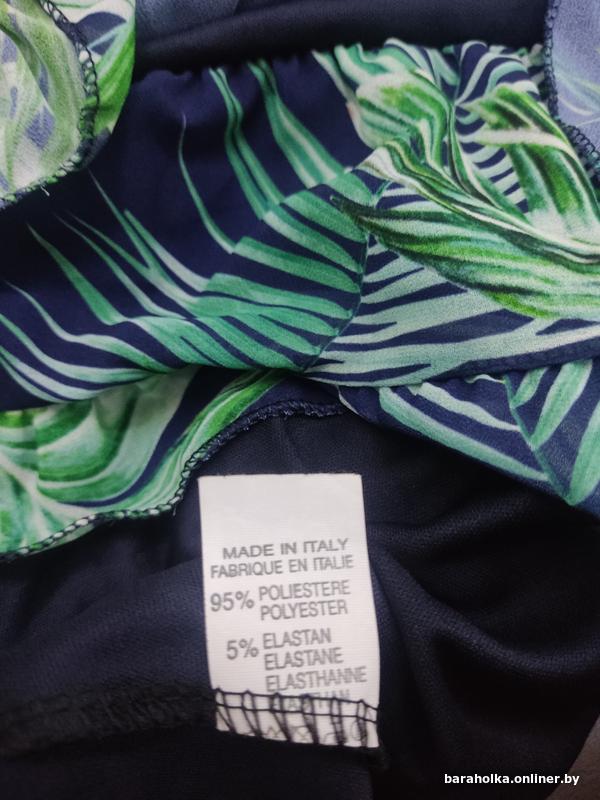 MADE IN ITALY
FABRIQUE EN ITALIE
95% POLIESTERE
POLYESTER
5% ELASTAN
ELASTANE
ELASTHANNE
baraholka.onliner.by